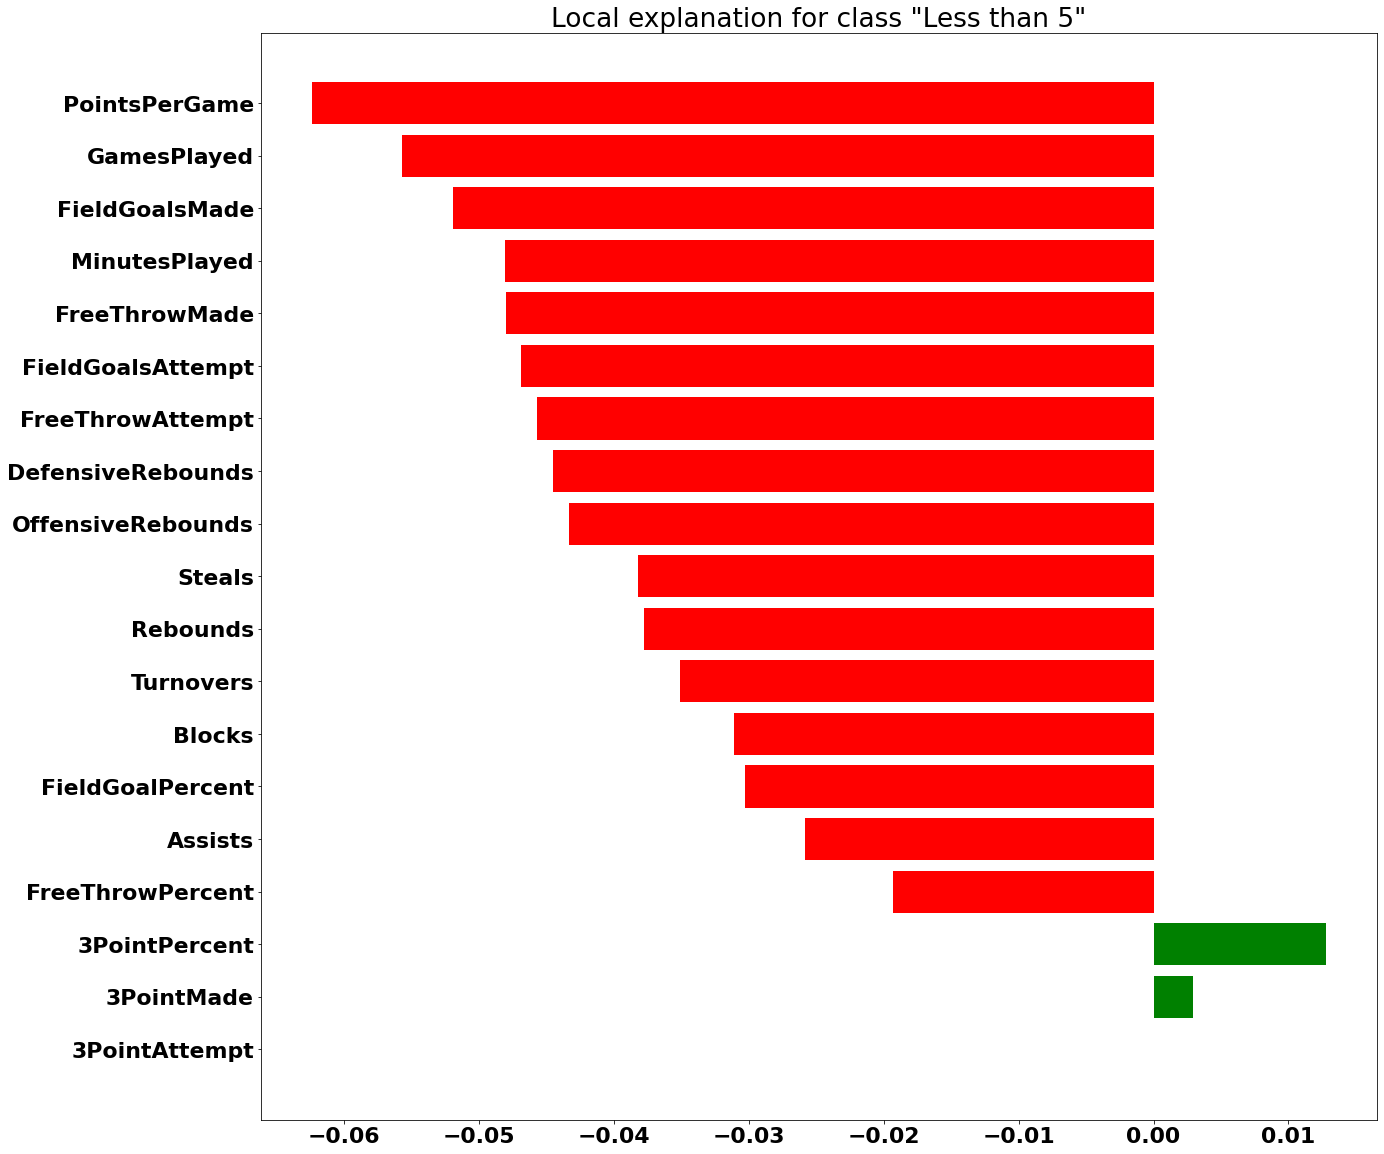 Local explanation for class "Less than 5"
PointsPerGame
GamesPlayed
FieldGoalsMade
MinutesPlayed
FreeThrowMade
FieldGoalsAttempt
FreeThrowAttempt
DefensiveRebounds
OffensiveRebounds
Steals
Rebounds
Turnovers
Blocks
FieldGoalPercent
Assists
FreeThrowPercent
3PointPercent
3PointMade
3PointAttempt
−0.06 −0.05 −0.04 −0.03 −0.02 −0.01 0.00 0.01